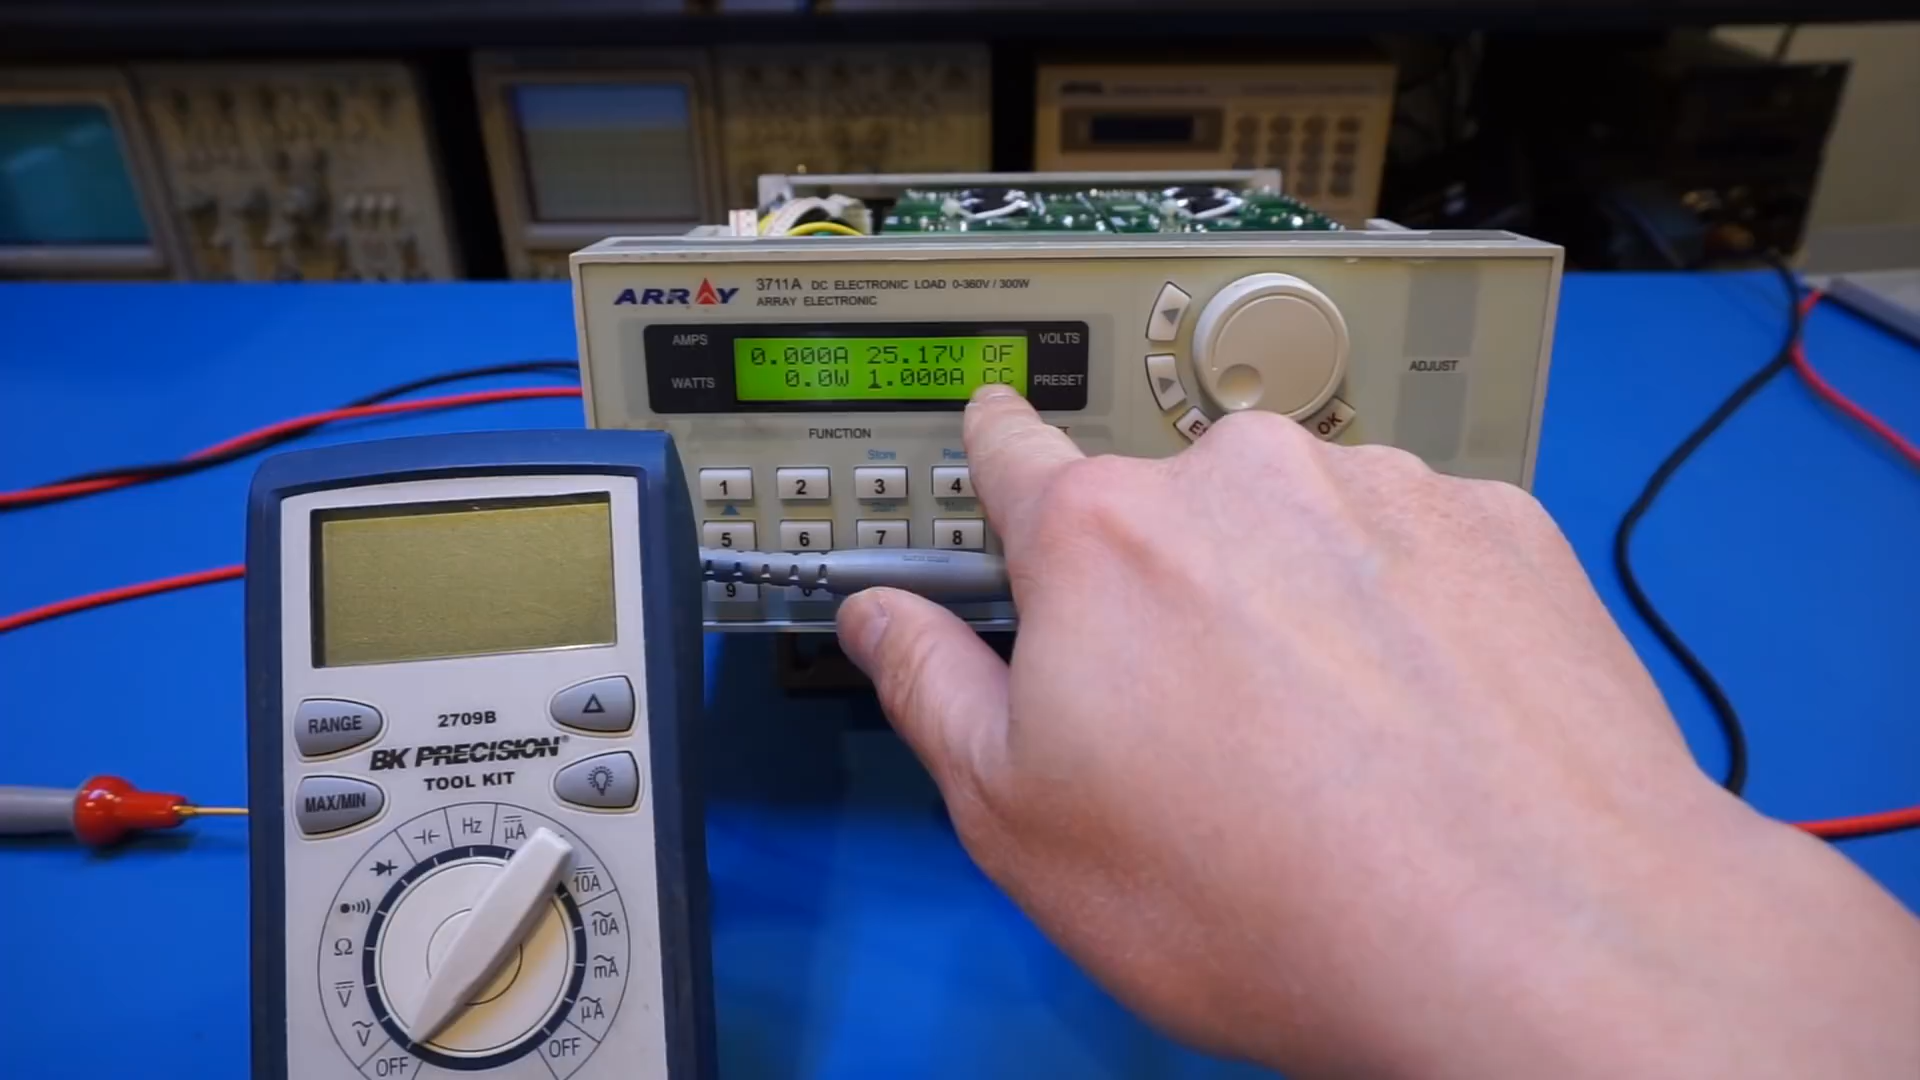 ARRAY 3711A DC ELECTRONIC LOAD 0-360V / 300W
ARRAY ELECTRONIC
AMPS
WATTS
0.000A 25.17V OF
0.0W 1.000A CC
VOLTS
PRESET
ADJUST
OK
FUNCTION
Store
1 2 3 4
5 6 7 8
9
RANGE
2709B
BK PRECISION®
TOOL KIT
MAX/MIN
Hz
µA
10A
10A
mA
µA
OFF
Ω
V
V
OFF